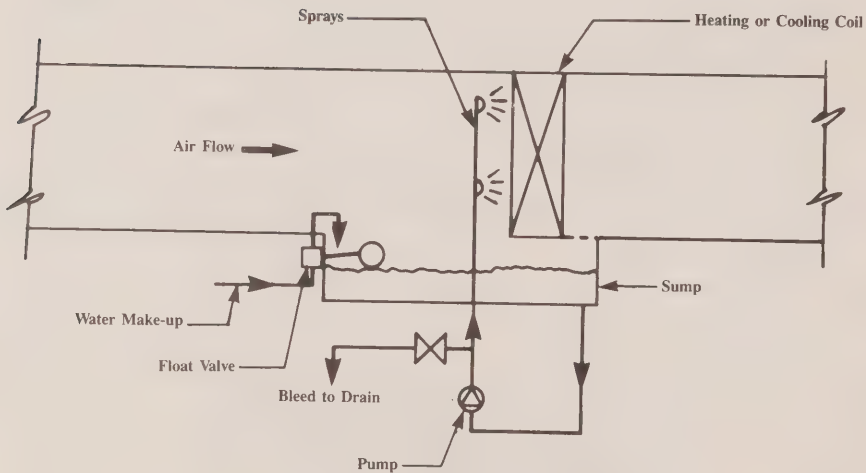 Sprays
Heating or Cooling Coil
Air Flow
Sump
Water Make-up
Float Valve
Bleed to Drain
Pump